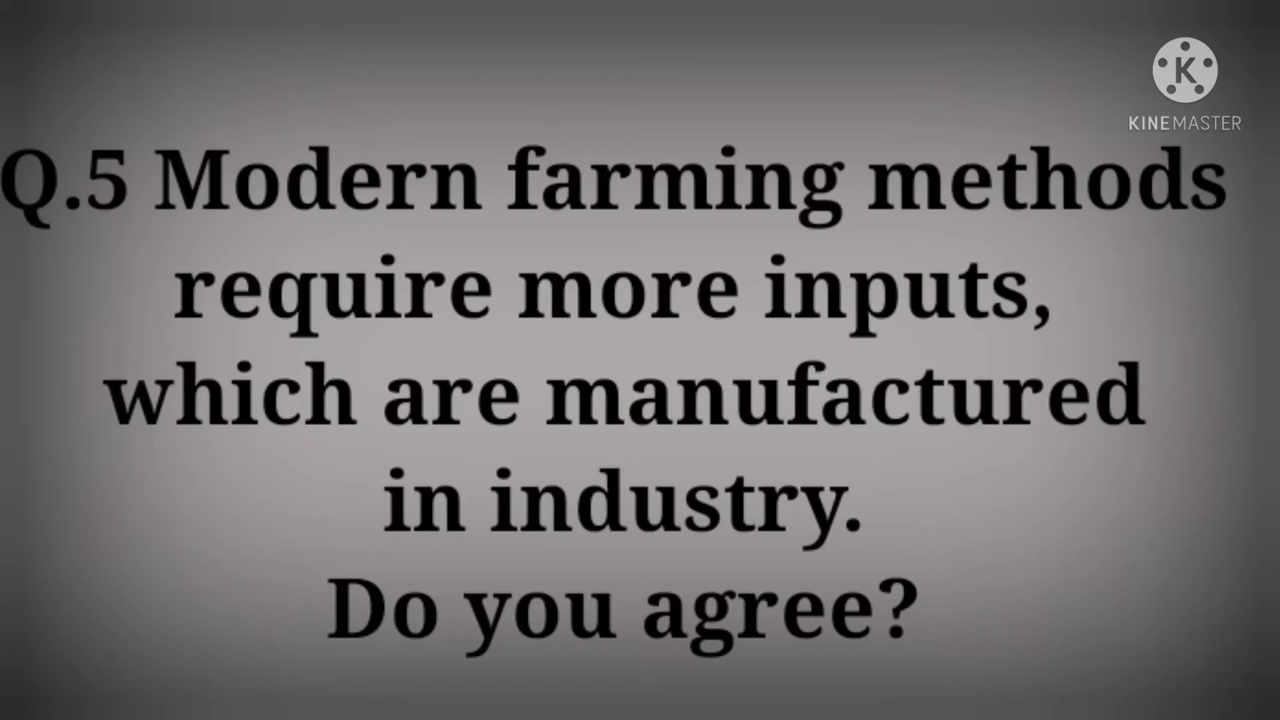 K
KINEMASTER
Q.5 Modern farming methods
require more inputs,
which are manufactured
in industry.
Do you agree?